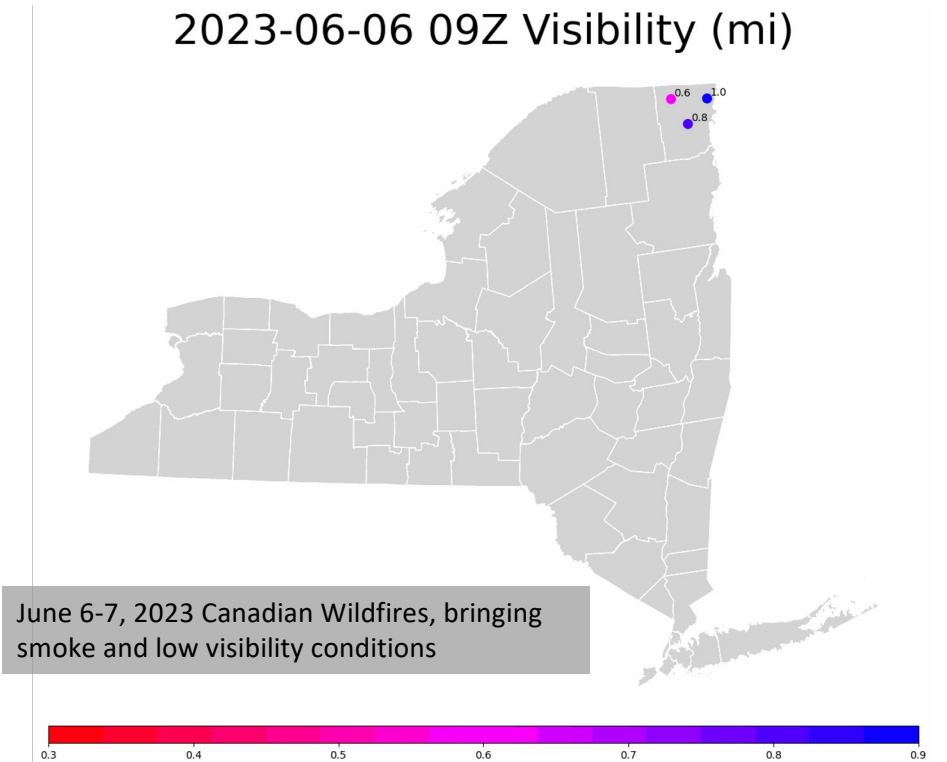 2023-06-06 09Z Visibility (mi)
0.6
1.0
0.8
June 6-7, 2023 Canadian Wildfires, bringing
smoke and low visibility conditions
0.3 0.4 0.5 0.6 0.7 0.8 0.9